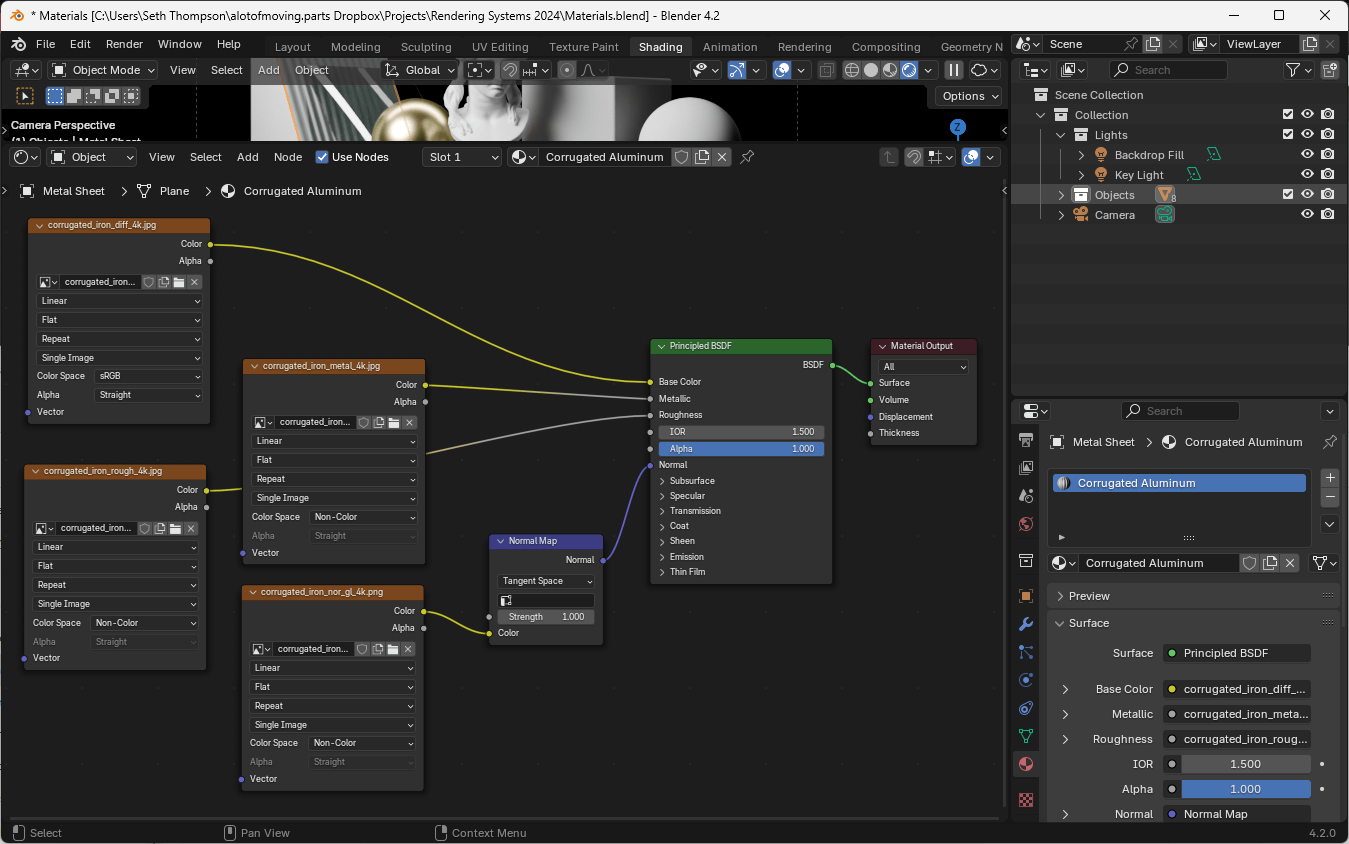 * Materials [C:\Users\Seth Thompson\alotofmoving.parts Dropbox\Projects\Rendering Systems 2024\Materials.blend] - Blender 4.2
File Edit Render Window Help Layout Modeling Sculpting UV Editing Texture Paint Shading Animation Rendering Compositing Geometry N
Scene ViewLayer
Object Mode View Select Add Object Global
Options
Camera Perspective
Object View Select Add Node Use Nodes Slot 1 Corrugated Aluminum
Metal Sheet Plane Corrugated Aluminum
corrugated_iron_diff_4k.jpg
Color
Alpha
corrugated_iron...
Linear
Flat
Repeat
Single Image
Color Space sRGB
Alpha Straight
Vector
corrugated_iron_rough_4k.jpg
Color
Alpha
corrugated_iron...
Linear
Flat
Repeat
Single Image
Color Space Non-Color
Alpha Straight
Vector
corrugated_iron_metal_4k.jpg
Color
Alpha
corrugated_iron...
Linear
Flat
Repeat
Single Image
Color Space Non-Color
Alpha Straight
Vector
corrugated_iron_nor_gl_4k.png
Color
Alpha
corrugated_iron...
Linear
Flat
Repeat
Single Image
Color Space Non-Color
Alpha Straight
Vector
Normal Map
Normal
Tangent Space
Strength 1.000
Color
Principled BSDF
BSDF
Base Color
Metallic
Roughness
IOR 1.500
Alpha 1.000
Normal
Subsurface
Specular
Transmission
Coat
Sheen
Emission
Thin Film
Material Output
All
Surface
Volume
Displacement
Thickness
Search
Scene Collection
Collection
Lights
Backdrop Fill
Key Light
Objects 8
Camera
Search
Metal Sheet Corrugated Aluminum
Corrugated Aluminum
Corrugated Aluminum
Preview
Surface
Surface Principled BSDF
Base Color corrugated_iron_diff_...
Metallic corrugated_iron_meta...
Roughness corrugated_iron_roug...
IOR 1.500
Alpha 1.000
Normal Normal Map
Select Pan View Context Menu 4.2.0
Z